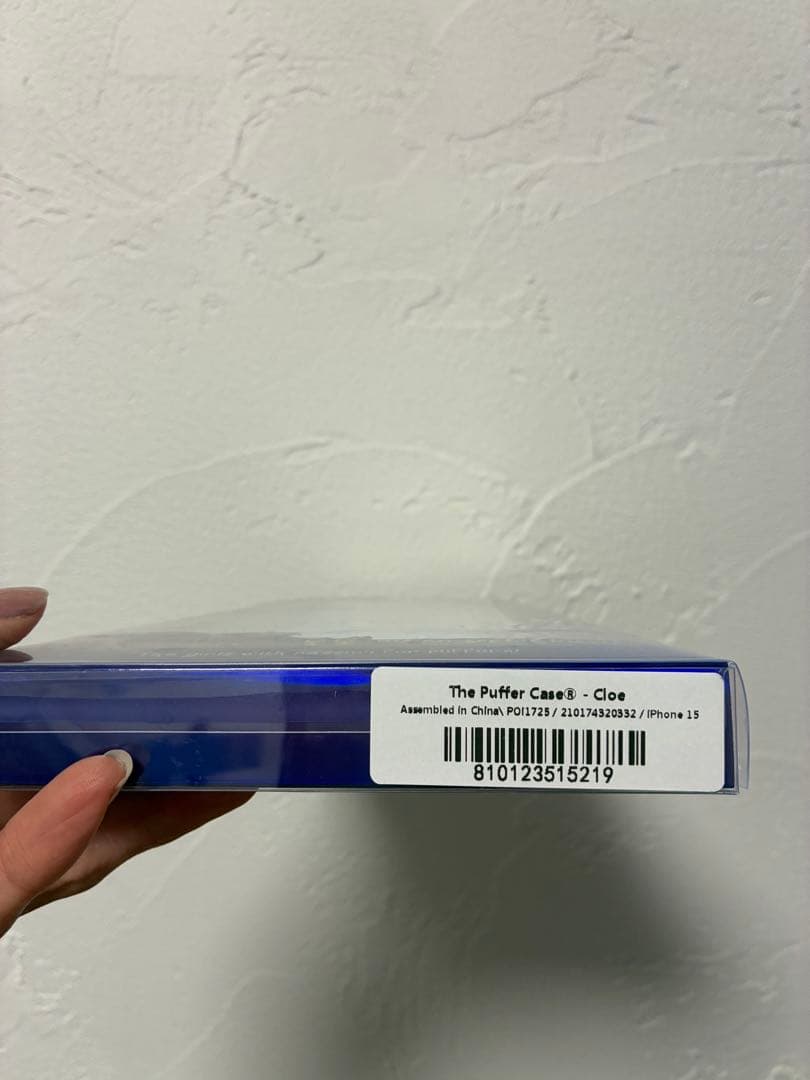 The Puffer Case® - Cloe
Assembled in China\ POI1725 / 210174320332 / iPhone 15
810123515219